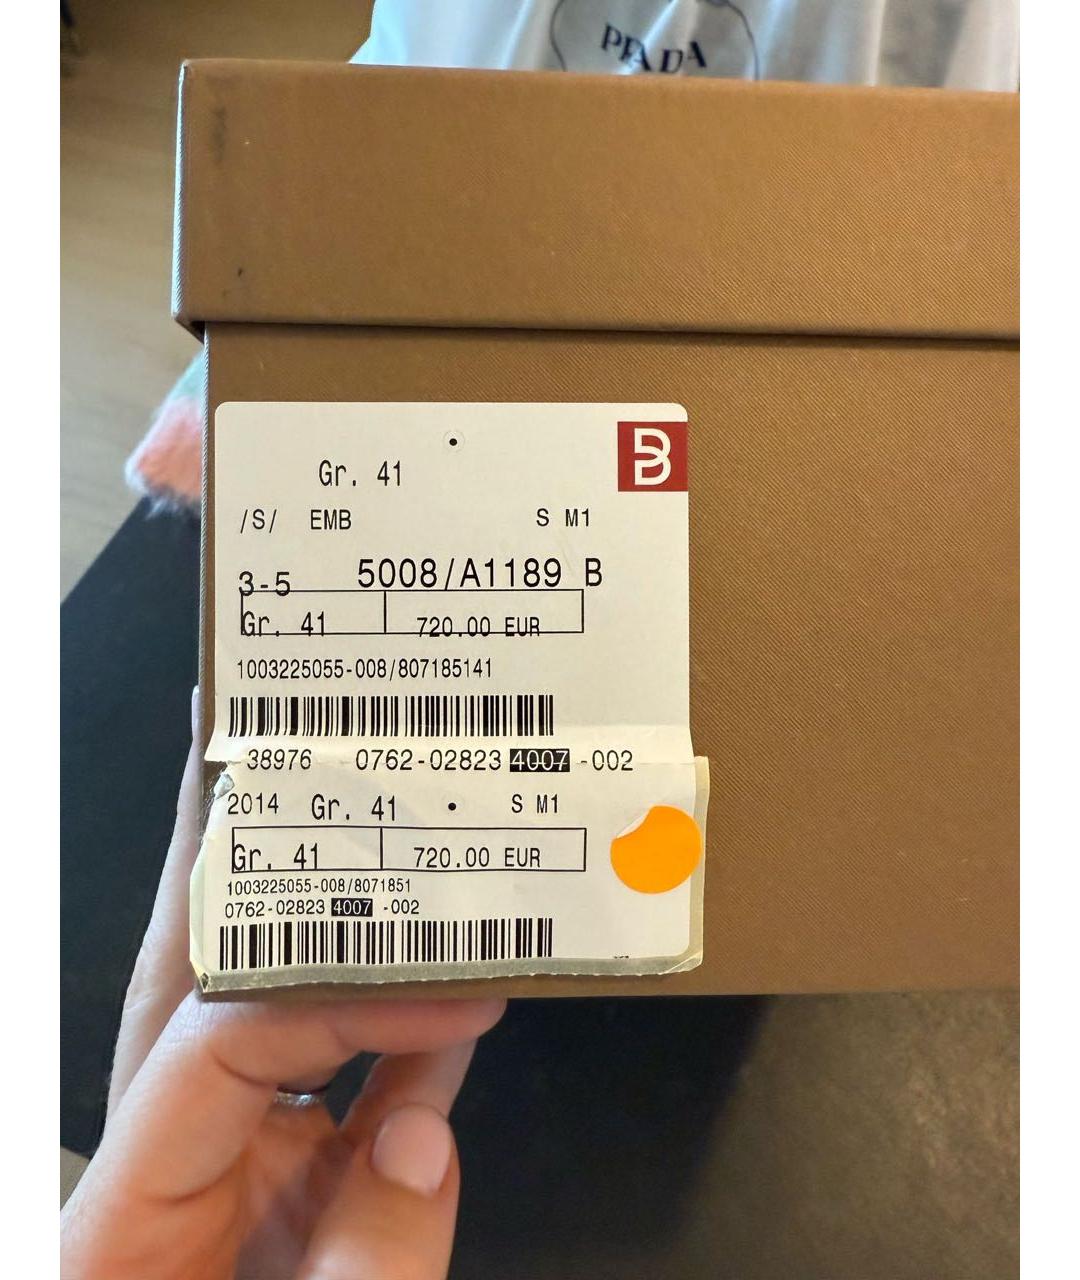 PRADA
B
Gr. 41
/S/ EMB S M1
3-5 5008/A1189 B
Gr. 41 720.00 EUR
1003225055-008/807185141
38976 0762-02823 4007 -002
2014 Gr. 41 S M1
Gr. 41 720.00 EUR
1003225055-008/8071851
0762-02823 4007 -002